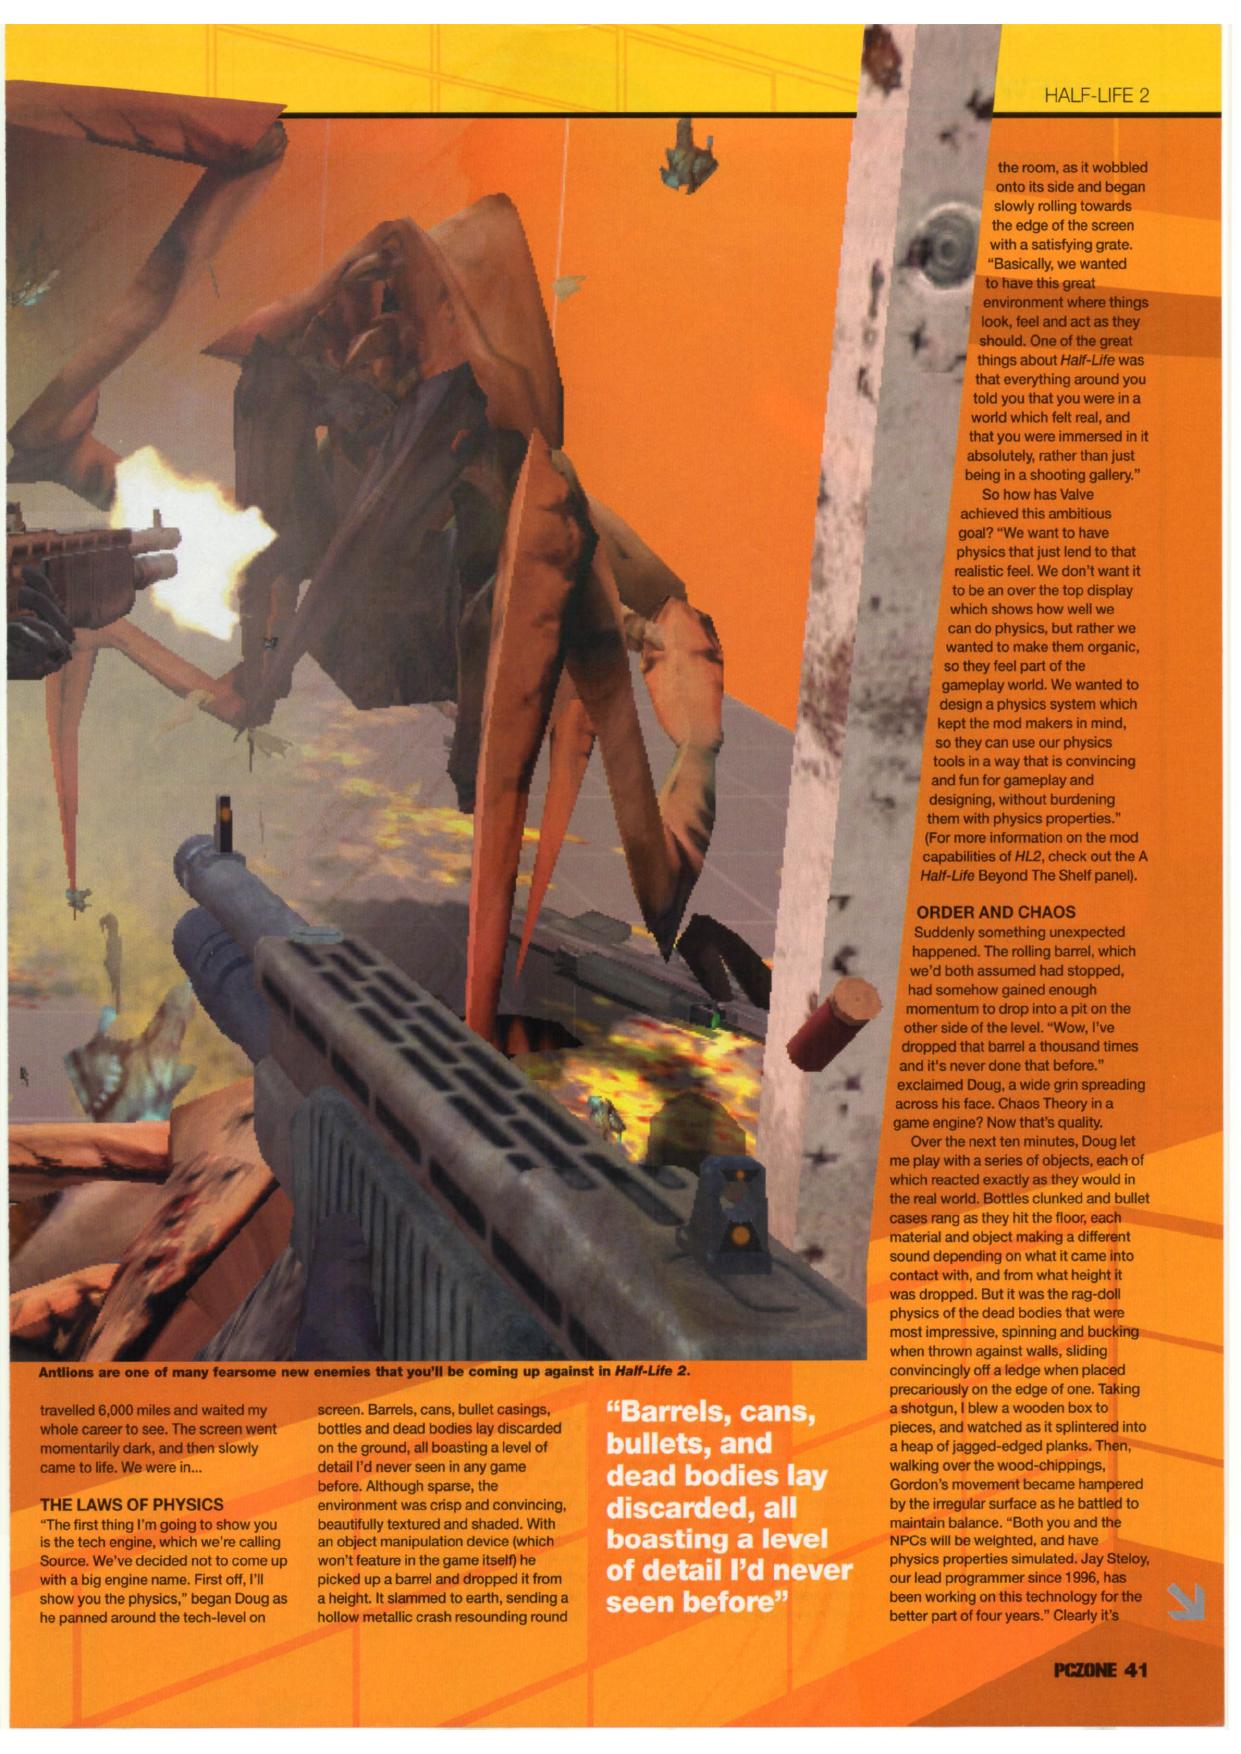 HALF-LIFE 2
Antlions are one of many fearsome new enemies that you'll be coming up against in Half-Life 2.
travelled 6,000 miles and waited my
whole career to see. The screen went
momentarily dark, and then slowly
came to life. We were in...
THE LAWS OF PHYSICS
“The first thing I'm going to show you
is the tech engine, which we're calling
Source. We've decided not to come up
with a big engine name. First off, I'll
show you the physics,” began Doug as
he panned around the tech-level on
screen. Barrels, cans, bullet casings,
bottles and dead bodies lay discarded
on the ground, all boasting a level of
detail I'd never seen in any game
before. Although sparse, the
environment was crisp and convincing,
beautifully textured and shaded. With
an object manipulation device (which
won't feature in the game itself) he
picked up a barrel and dropped it from
a height. It slammed to earth, sending a
hollow metallic crash resounding round
“Barrels, cans,
bullets, and
dead bodies lay
discarded, all
boasting a level
of detail I'd never
seen before”
the room, as it wobbled
onto its side and began
slowly rolling towards
the edge of the screen
with a satisfying grate.
“Basically, we wanted
to have this great
environment where things
look, feel and act as they
should. One of the great
things about Half-Life was
that everything around you
told you that you were in a
world which felt real, and
that you were immersed in it
absolutely, rather than just
being in a shooting gallery.”
So how has Valve
achieved this ambitious
goal? “We want to have
physics that just lend to that
realistic feel. We don't want it
to be an over the top display
which shows how well we
can do physics, but rather we
wanted to make them organic,
so they feel part of the
gameplay world. We wanted to
design a physics system which
kept the mod makers in mind,
so they can use our physics
tools in a way that is convincing
and fun for gameplay and
designing, without burdening
them with physics properties.”
(For more information on the mod
capabilities of HL2, check out the A
Half-Life Beyond The Shelf panel).
ORDER AND CHAOS
Suddenly something unexpected
happened. The rolling barrel, which
we'd both assumed had stopped,
had somehow gained enough
momentum to drop into a pit on the
other side of the level. “Wow, I've
dropped that barrel a thousand times
and it's never done that before.”
exclaimed Doug, a wide grin spreading
across his face. Chaos Theory in a
game engine? Now that's quality.
Over the next ten minutes, Doug let
me play with a series of objects, each of
which reacted exactly as they would in
the real world. Bottles clunked and bullet
cases rang as they hit the floor, each
material and object making a different
sound depending on what it came into
contact with, and from what height it
was dropped. But it was the rag-doll
physics of the dead bodies that were
most impressive, spinning and bucking
when thrown against walls, sliding
convincingly off a ledge when placed
precariously on the edge of one. Taking
a shotgun, I blew a wooden box to
pieces, and watched as it splintered into
a heap of jagged-edged planks. Then,
walking over the wood-chippings,
Gordon's movement became hampered
by the irregular surface as he battled to
maintain balance. “Both you and the
NPCs will be weighted, and have
physics properties simulated. Jay Steloy,
our lead programmer since 1996, has
been working on this technology for the
better part of four years.” Clearly it's
PCZONE 41